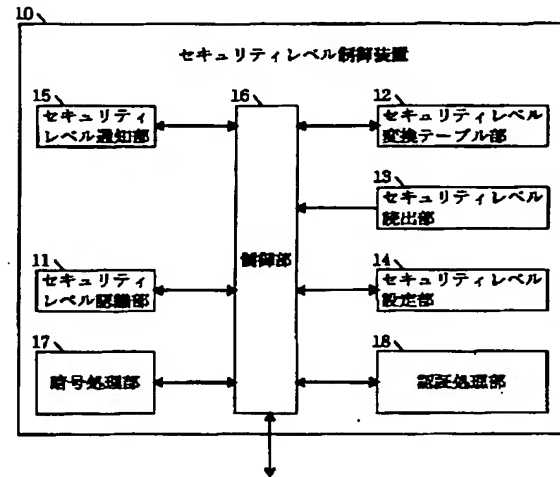 10
セキュリティレベル制御装置
15
セキュリティ
レベル通知部
16
制御部
12
セキュリティレベル
変換テーブル部
13
セキュリティレベル
読出部
11
セキュリティ
レベル認識部
14
セキュリティレベル
設定部
17
暗号処理部
18
認証処理部